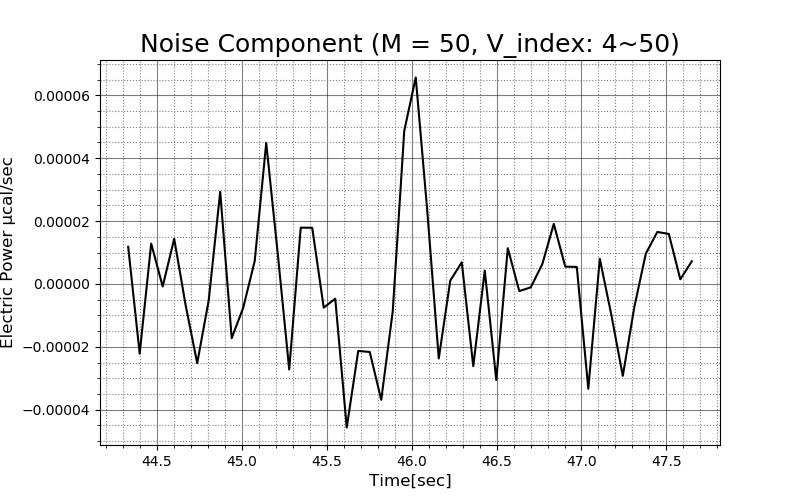 Noise Component (M = 50, V_index: 4~50)
Electric Power μcal/sec
0.00006
0.00004
0.00002
0.00000
−0.00002
−0.00004
44.5 45.0 45.5 46.0 46.5 47.0 47.5
Time[sec]